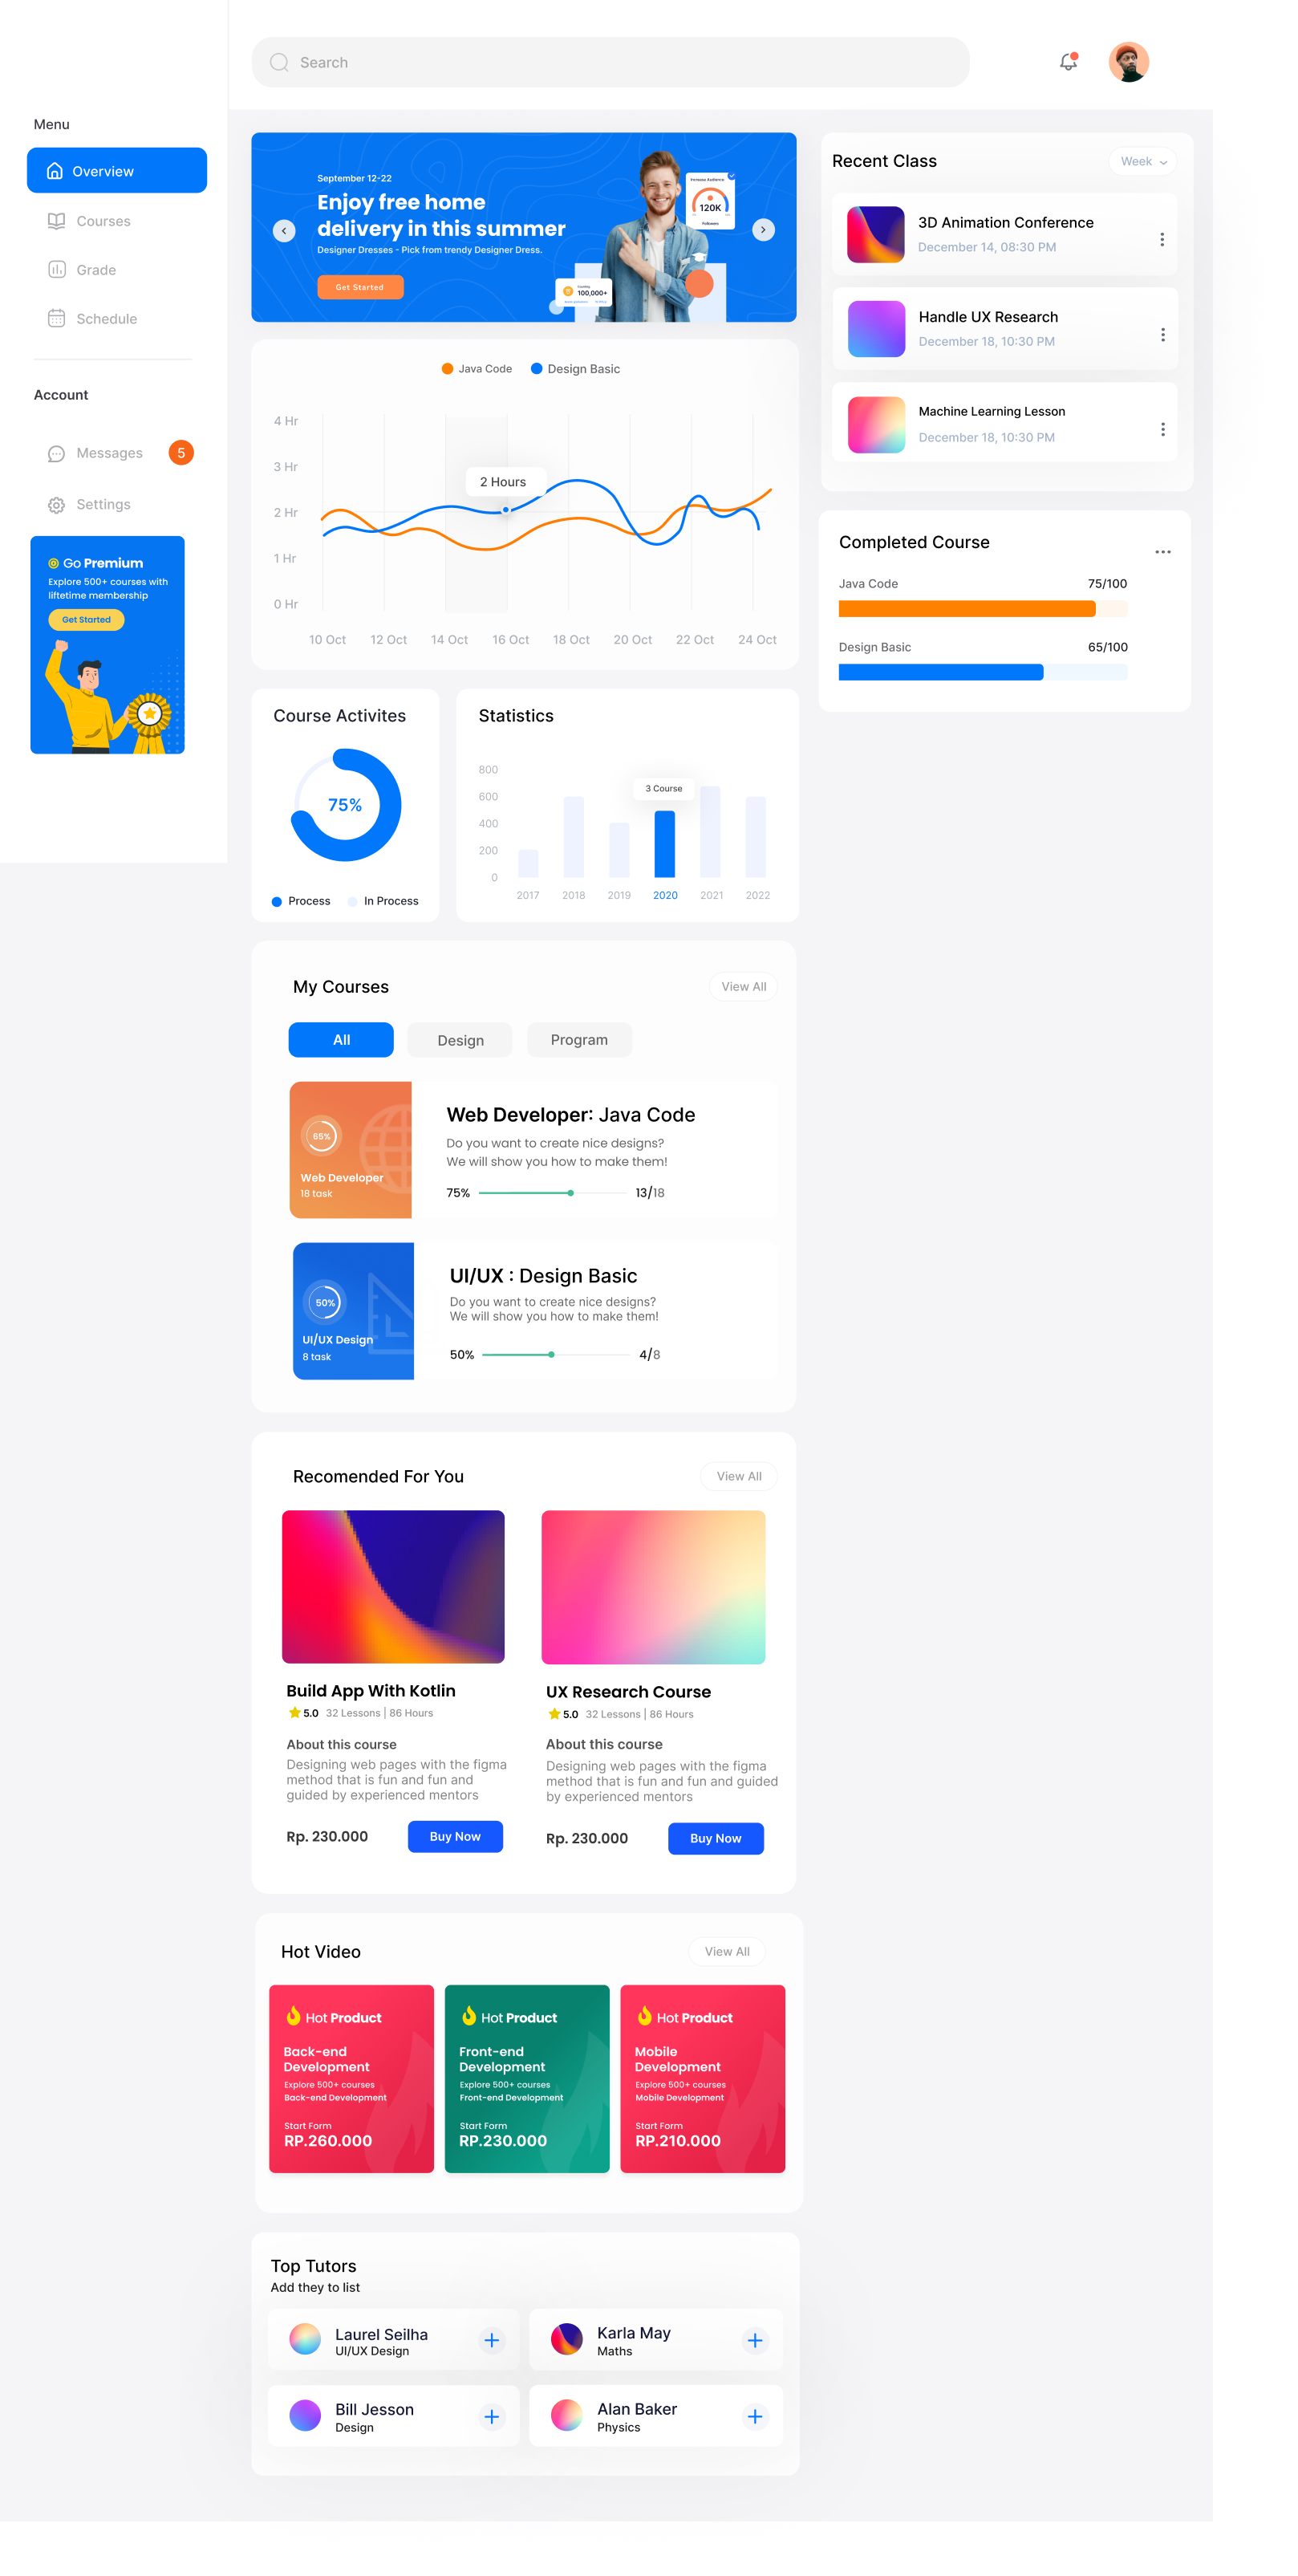 Search
Menu
Overview
Courses
Grade
Schedule
Account
Messages
5
Settings
Go Premium
Explore 500+ courses with
liftetime membership
Get Started
September 12-22
Enjoy free home
delivery in this summer
Designer Dresses - Pick from trendy Designer Dress.
Get Started
Increase Audience
120K
Followers
100,000+
Recent Class
Week
3D Animation Conference
December 14, 08:30 PM
Handle UX Research
December 18, 10:30 PM
Machine Learning Lesson
December 18, 10:30 PM
Java Code
Design Basic
4 Hr
3 Hr
2 Hr
1 Hr
0 Hr
2 Hours
10 Oct
12 Oct
14 Oct
16 Oct
18 Oct
20 Oct
22 Oct
24 Oct
Completed Course
Java Code
75/100
Design Basic
65/100
Course Activites
75%
Process
In Process
Statistics
800
600
400
200
0
3 Course
2017
2018
2019
2020
2021
2022
My Courses
View All
All
Design
Program
65%
Web Developer
18 task
Web Developer: Java Code
Do you want to create nice designs?
We will show you how to make them!
75%
13/18
50%
UI/UX Design
8 task
UI/UX : Design Basic
Do you want to create nice designs?
We will show you how to make them!
50%
4/8
Recomended For You
View All
Build App With Kotlin
5.0 32 Lessons | 86 Hours
About this course
Designing web pages with the figma
method that is fun and fun and
guided by experienced mentors
Rp. 230.000
Buy Now
UX Research Course
5.0 32 Lessons | 86 Hours
About this course
Designing web pages with the figma
method that is fun and fun and guided
by experienced mentors
Rp. 230.000
Buy Now
Hot Video
View All
Hot Product
Back-end
Development
Explore 500+ courses
Back-end Development
Start Form
RP.260.000
Hot Product
Front-end
Development
Explore 500+ courses
Front-end Development
Start Form
RP.230.000
Hot Product
Mobile
Development
Explore 500+ courses
Mobile Development
Start Form
RP.210.000
Top Tutors
Add they to list
Laurel Seilha
UI/UX Design
Karla May
Maths
Bill Jesson
Design
Alan Baker
Physics